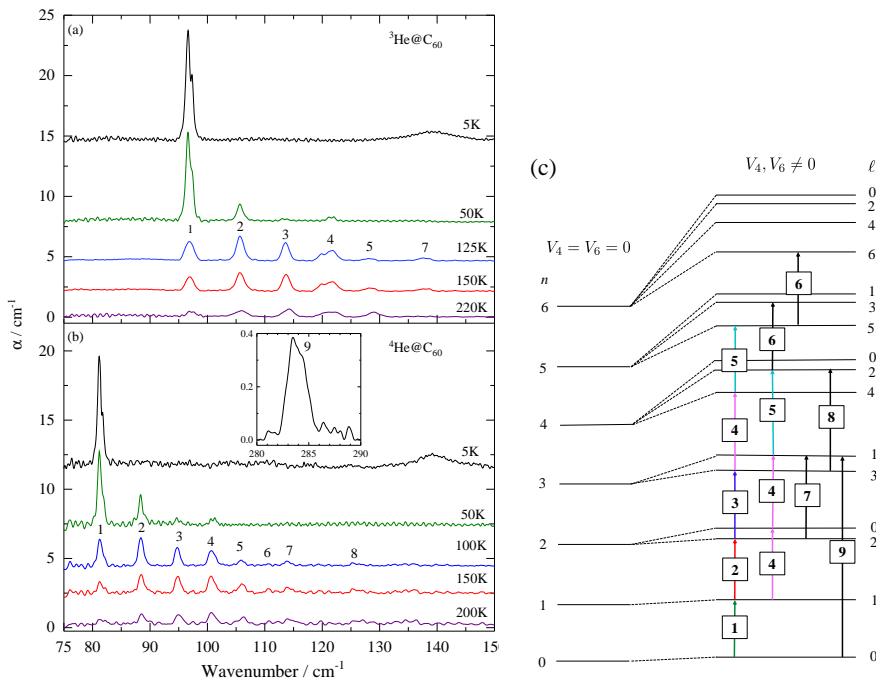 (a)
³He@C₆₀
25
20
15
10
5
0
5K
50K
125K
150K
220K
1 2 3 4 5 7
α / cm⁻¹
(b)
⁴He@C₆₀
20
15
10
5
0
0.4
0.2
0.0
280 285 290
9
5K
50K
100K
150K
200K
1 2 3 4 5 6 7 8
75 80 90 100 110 120 130 140 150
Wavenumber / cm⁻¹
(c)
V₄, V₆ ≠ 0
ℓ
V₄ = V₆ = 0
n
6
5
4
3
2
1
0
0
2
4
6
1
3
5
0
2
4
1
3
0
2
1
0
6
6
5
5
4
8
3
4
7
2
4
9
1